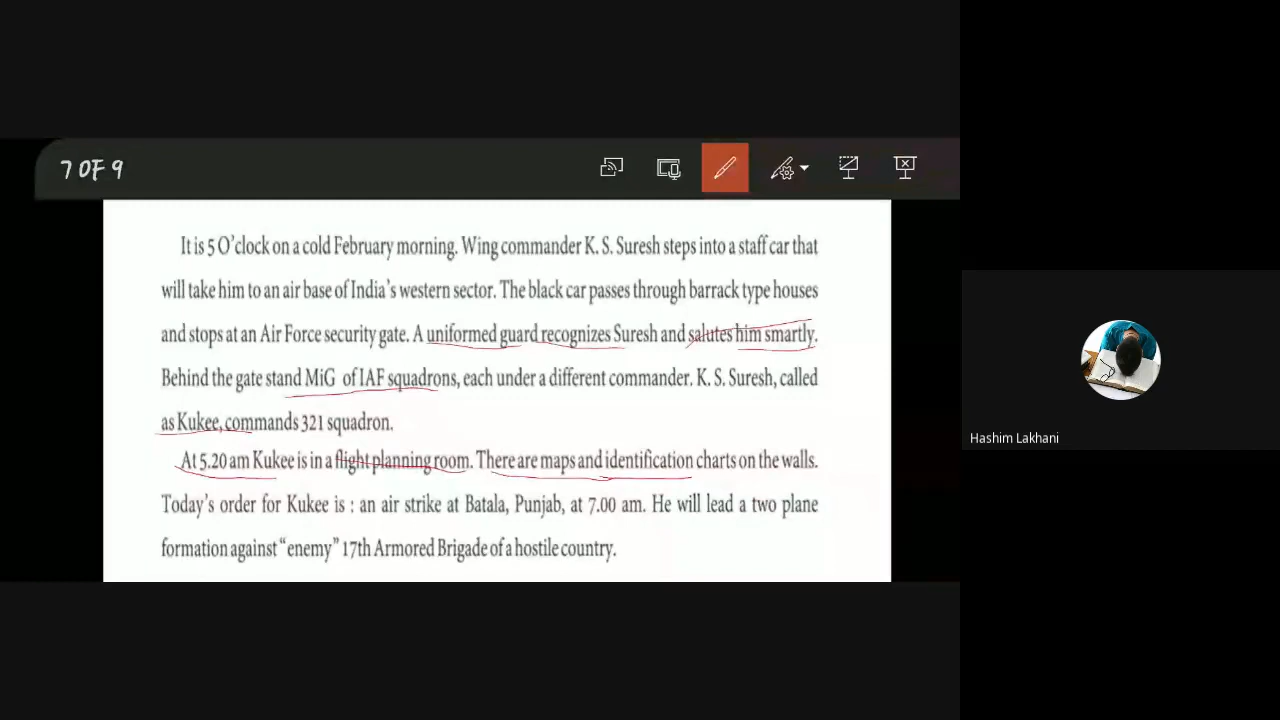 7 OF 9
It is 5 O'clock on a cold February morning. Wing commander K. S. Suresh steps into a staff car that
will take him to an air base of India's western sector. The black car passes through barrack type houses
and stops at an Air Force security gate. A uniformed guard recognizes Suresh and salutes him smartly.
Behind the gate stand MiG of IAF squadrons, each under a different commander. K. S. Suresh, called
as Kukee, commands 321 squadron.
At 5.20 am Kukee is in a flight planning room. There are maps and identification charts on the walls.
Today's order for Kukee is : an air strike at Batala, Punjab, at 7.00 am. He will lead a two plane
formation against "enemy" 17th Armored Brigade of a hostile country.
Hashim Lakhani